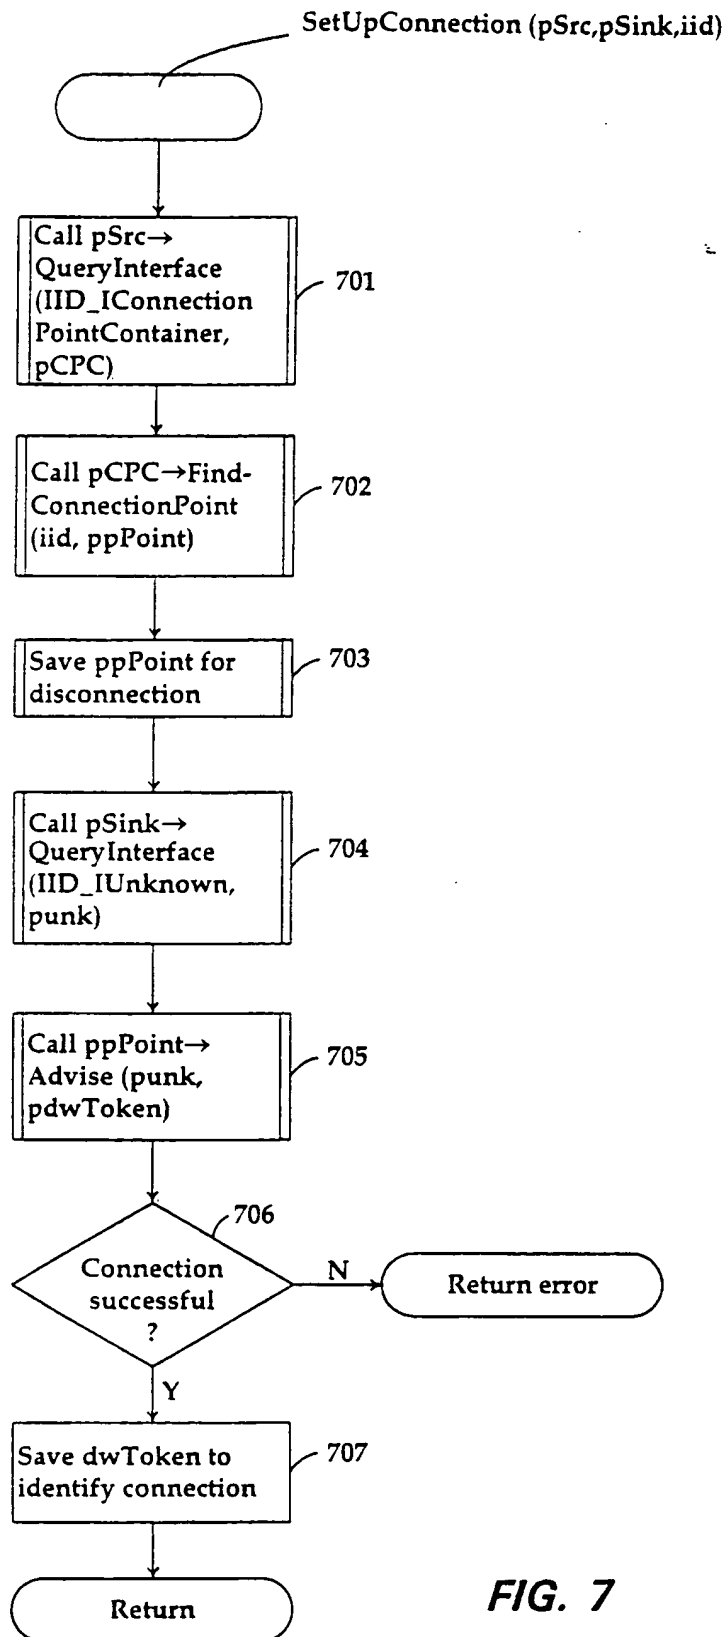 SetUpConnection (pSrc,pSink,iid)
Call pSrc→
QueryInterface
(IID_IConnection
PointContainer,
pCPC)
701
Call pCPC→Find-
ConnectionPoint
(iid, ppPoint)
702
Save ppPoint for
disconnection
703
Call pSink→
QueryInterface
(IID_IUnknown,
punk)
704
Call ppPoint→
Advise (punk,
pdwToken)
705
706
Connection
successful
?
N
Return error
Y
Save dwToken to
identify connection
707
Return
FIG. 7